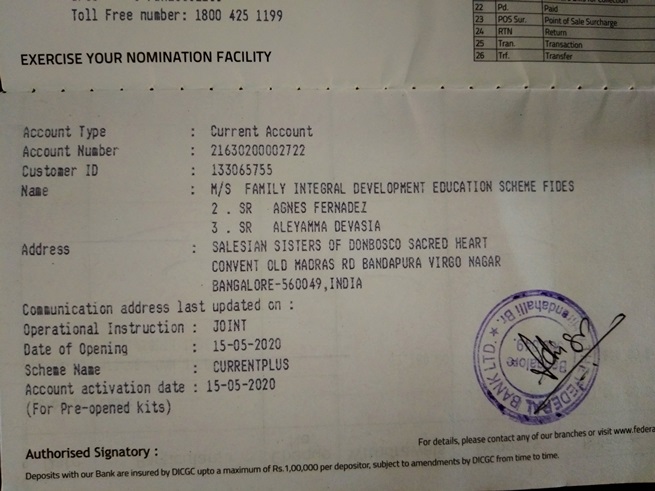 Toll Free number: 1800 425 1199
EXERCISE YOUR NOMINATION FACILITY
22 Pd. Paid
23 POS Sur. Point of Sale Surcharge
24 RTN Return
25 Tran. Transaction
26 Trf. Transfer
Account Type : Current Account
Account Number : 21630200002722
Customer ID : 133065755
Name : M/S FAMILY INTEGRAL DEVELOPMENT EDUCATION SCHEME FIDES
2 . SR AGNES FERNADEZ
3 . SR ALEYAMMA DEVASIA
Address : SALESIAN SISTERS OF DONBOSCO SACRED HEART
CONVENT OLD MADRAS RD BANDAPURA VIRGO NAGAR
BANGALORE-560049,INDIA
Communication address last updated on :
Operational Instruction : JOINT
Date of Opening : 15-05-2020
Scheme Name : CURRENTPLUS
Account activation date : 15-05-2020
(For Pre-opened kits)
FEDERAL BANK LTD. *
Bangalore
Authorised Signatory :
For details, please contact any of our branches or visit www.federa
Deposits with our Bank are insured by DICGC upto a maximum of Rs.1,00,000 per depositor, subject to amendments by DICGC from time to time.